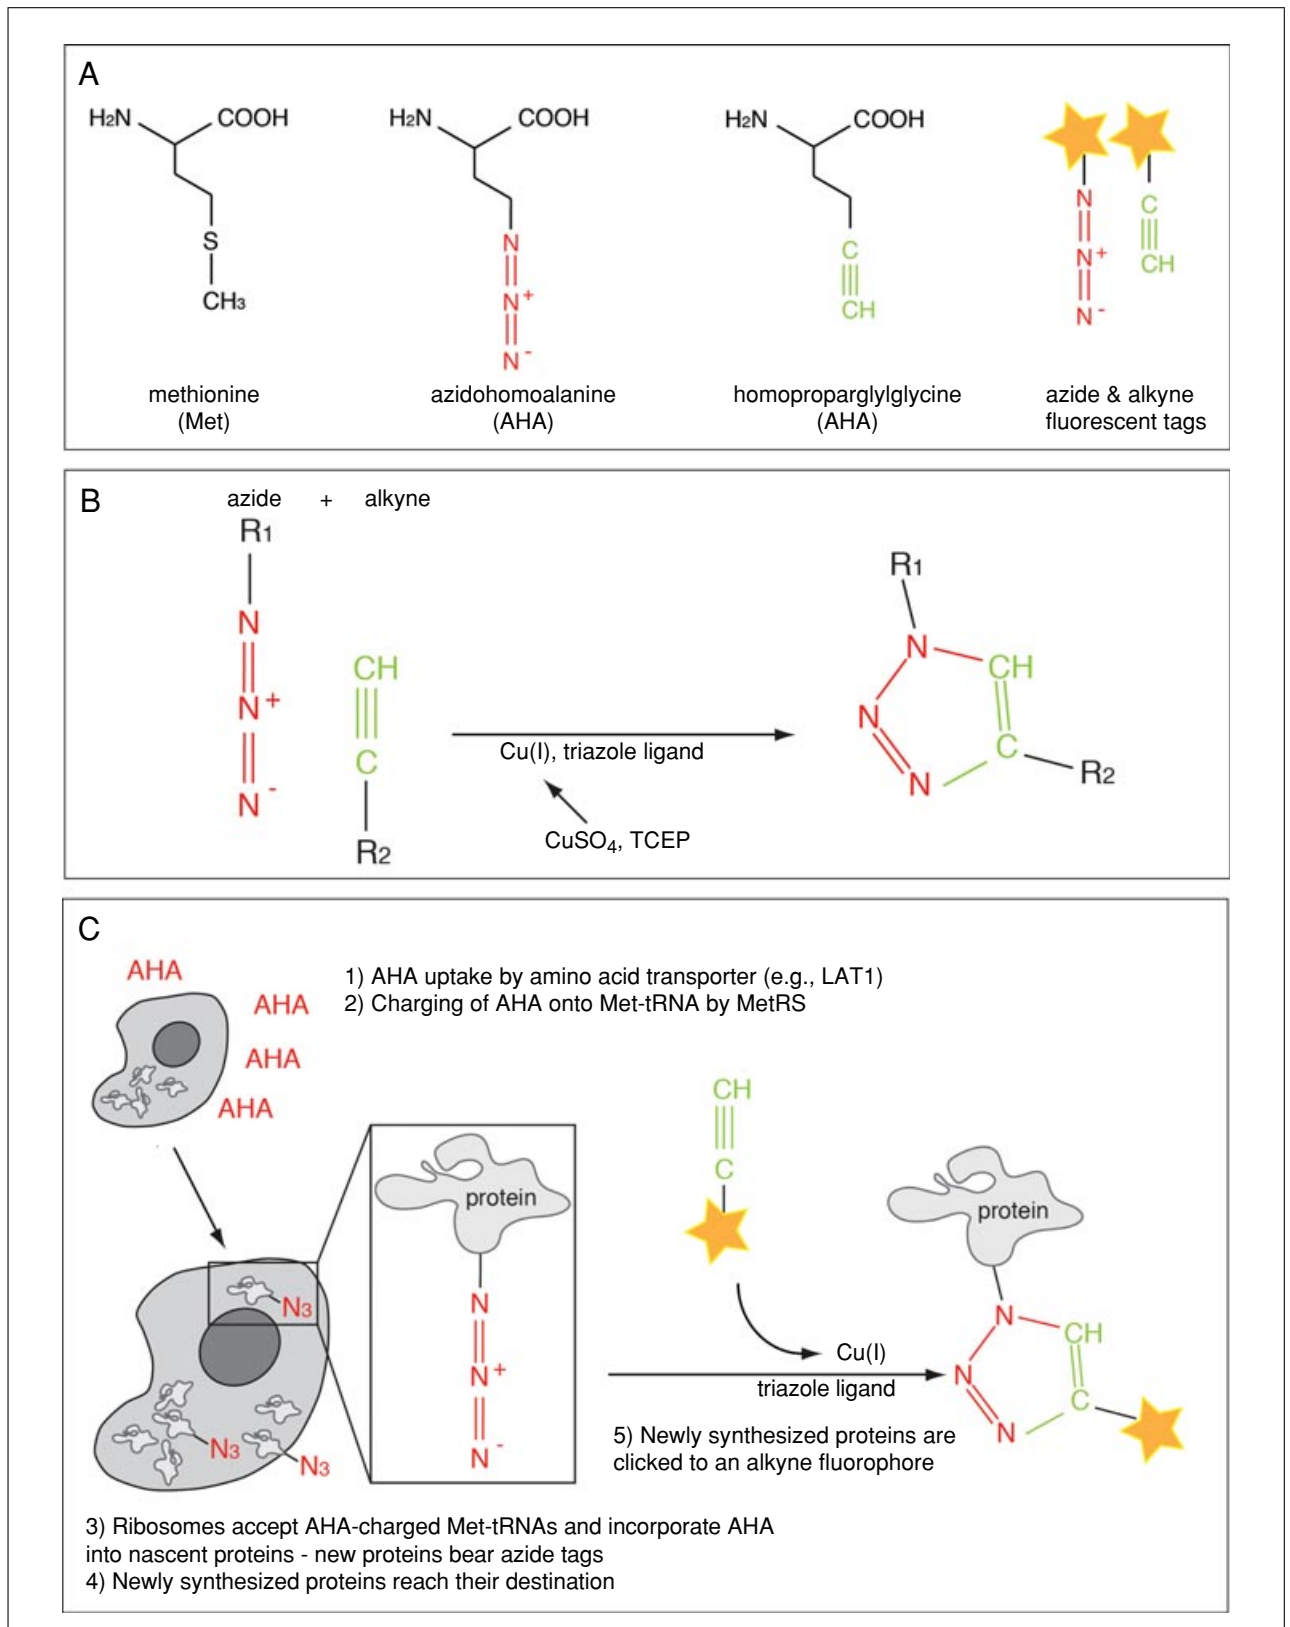 A
H2N COOH
S
CH3
methionine
(Met)
H2N COOH
N
N+
N-
azidohomoalanine
(AHA)
H2N COOH
C
CH
homoproparglylglycine
(AHA)
N
N+
N-
C
CH
azide & alkyne
fluorescent tags
B
azide + alkyne
R1
N
N+
N-
CH
C
R2
Cu(I), triazole ligand
CuSO4, TCEP
R1
N
CH
N
C
N
R2
C
AHA
AHA
AHA
AHA
1) AHA uptake by amino acid transporter (e.g., LAT1)
2) Charging of AHA onto Met-tRNA by MetRS
N3
N3
N3
protein
N
N+
N-
CH
C
Cu(I)
triazole ligand
5) Newly synthesized proteins are
clicked to an alkyne fluorophore
protein
N
CH
N
C
N
3) Ribosomes accept AHA-charged Met-tRNAs and incorporate AHA
into nascent proteins - new proteins bear azide tags
4) Newly synthesized proteins reach their destination